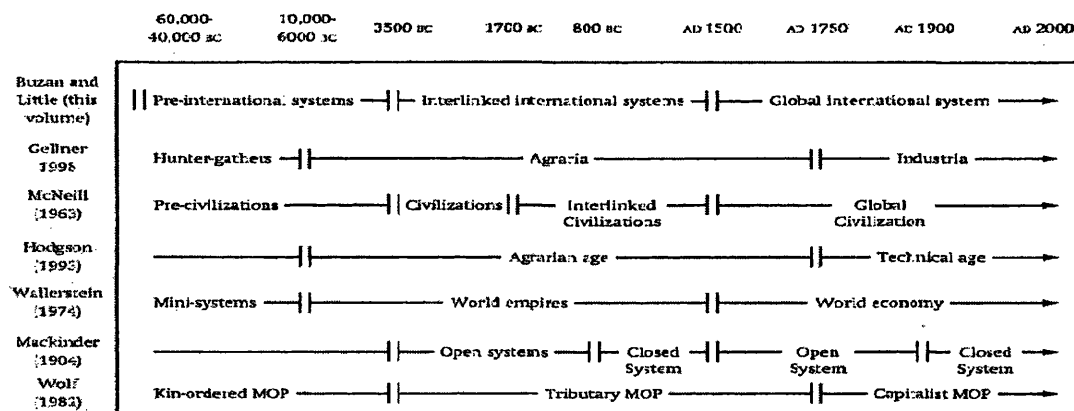 60,000- 10,000- 3500 BC 1700 BC 800 BC AD 1500 AD 1750 AD 1900 AD 2000
40,000 BC 6000 BC
Buzan and
Little (this
volume)
Pre-international systems Interlinked international systems Global international system
Gellner
Hunter-gathets Agraria Industria
McNeill
(1963)
Pre-civilizations Civilizations Interlinked
Civilizations
Global
Civilization
Hodgson
(1993)
Agrarian age Technical age
Wallerstein
(1974)
Mini-systems World empires World economy
Mackinder
(1904)
Open systems Closed
System
Open
System
Closed
System
Wolf
(1982)
Kin-ordered MOP Tributary MOP Capitalist MOP